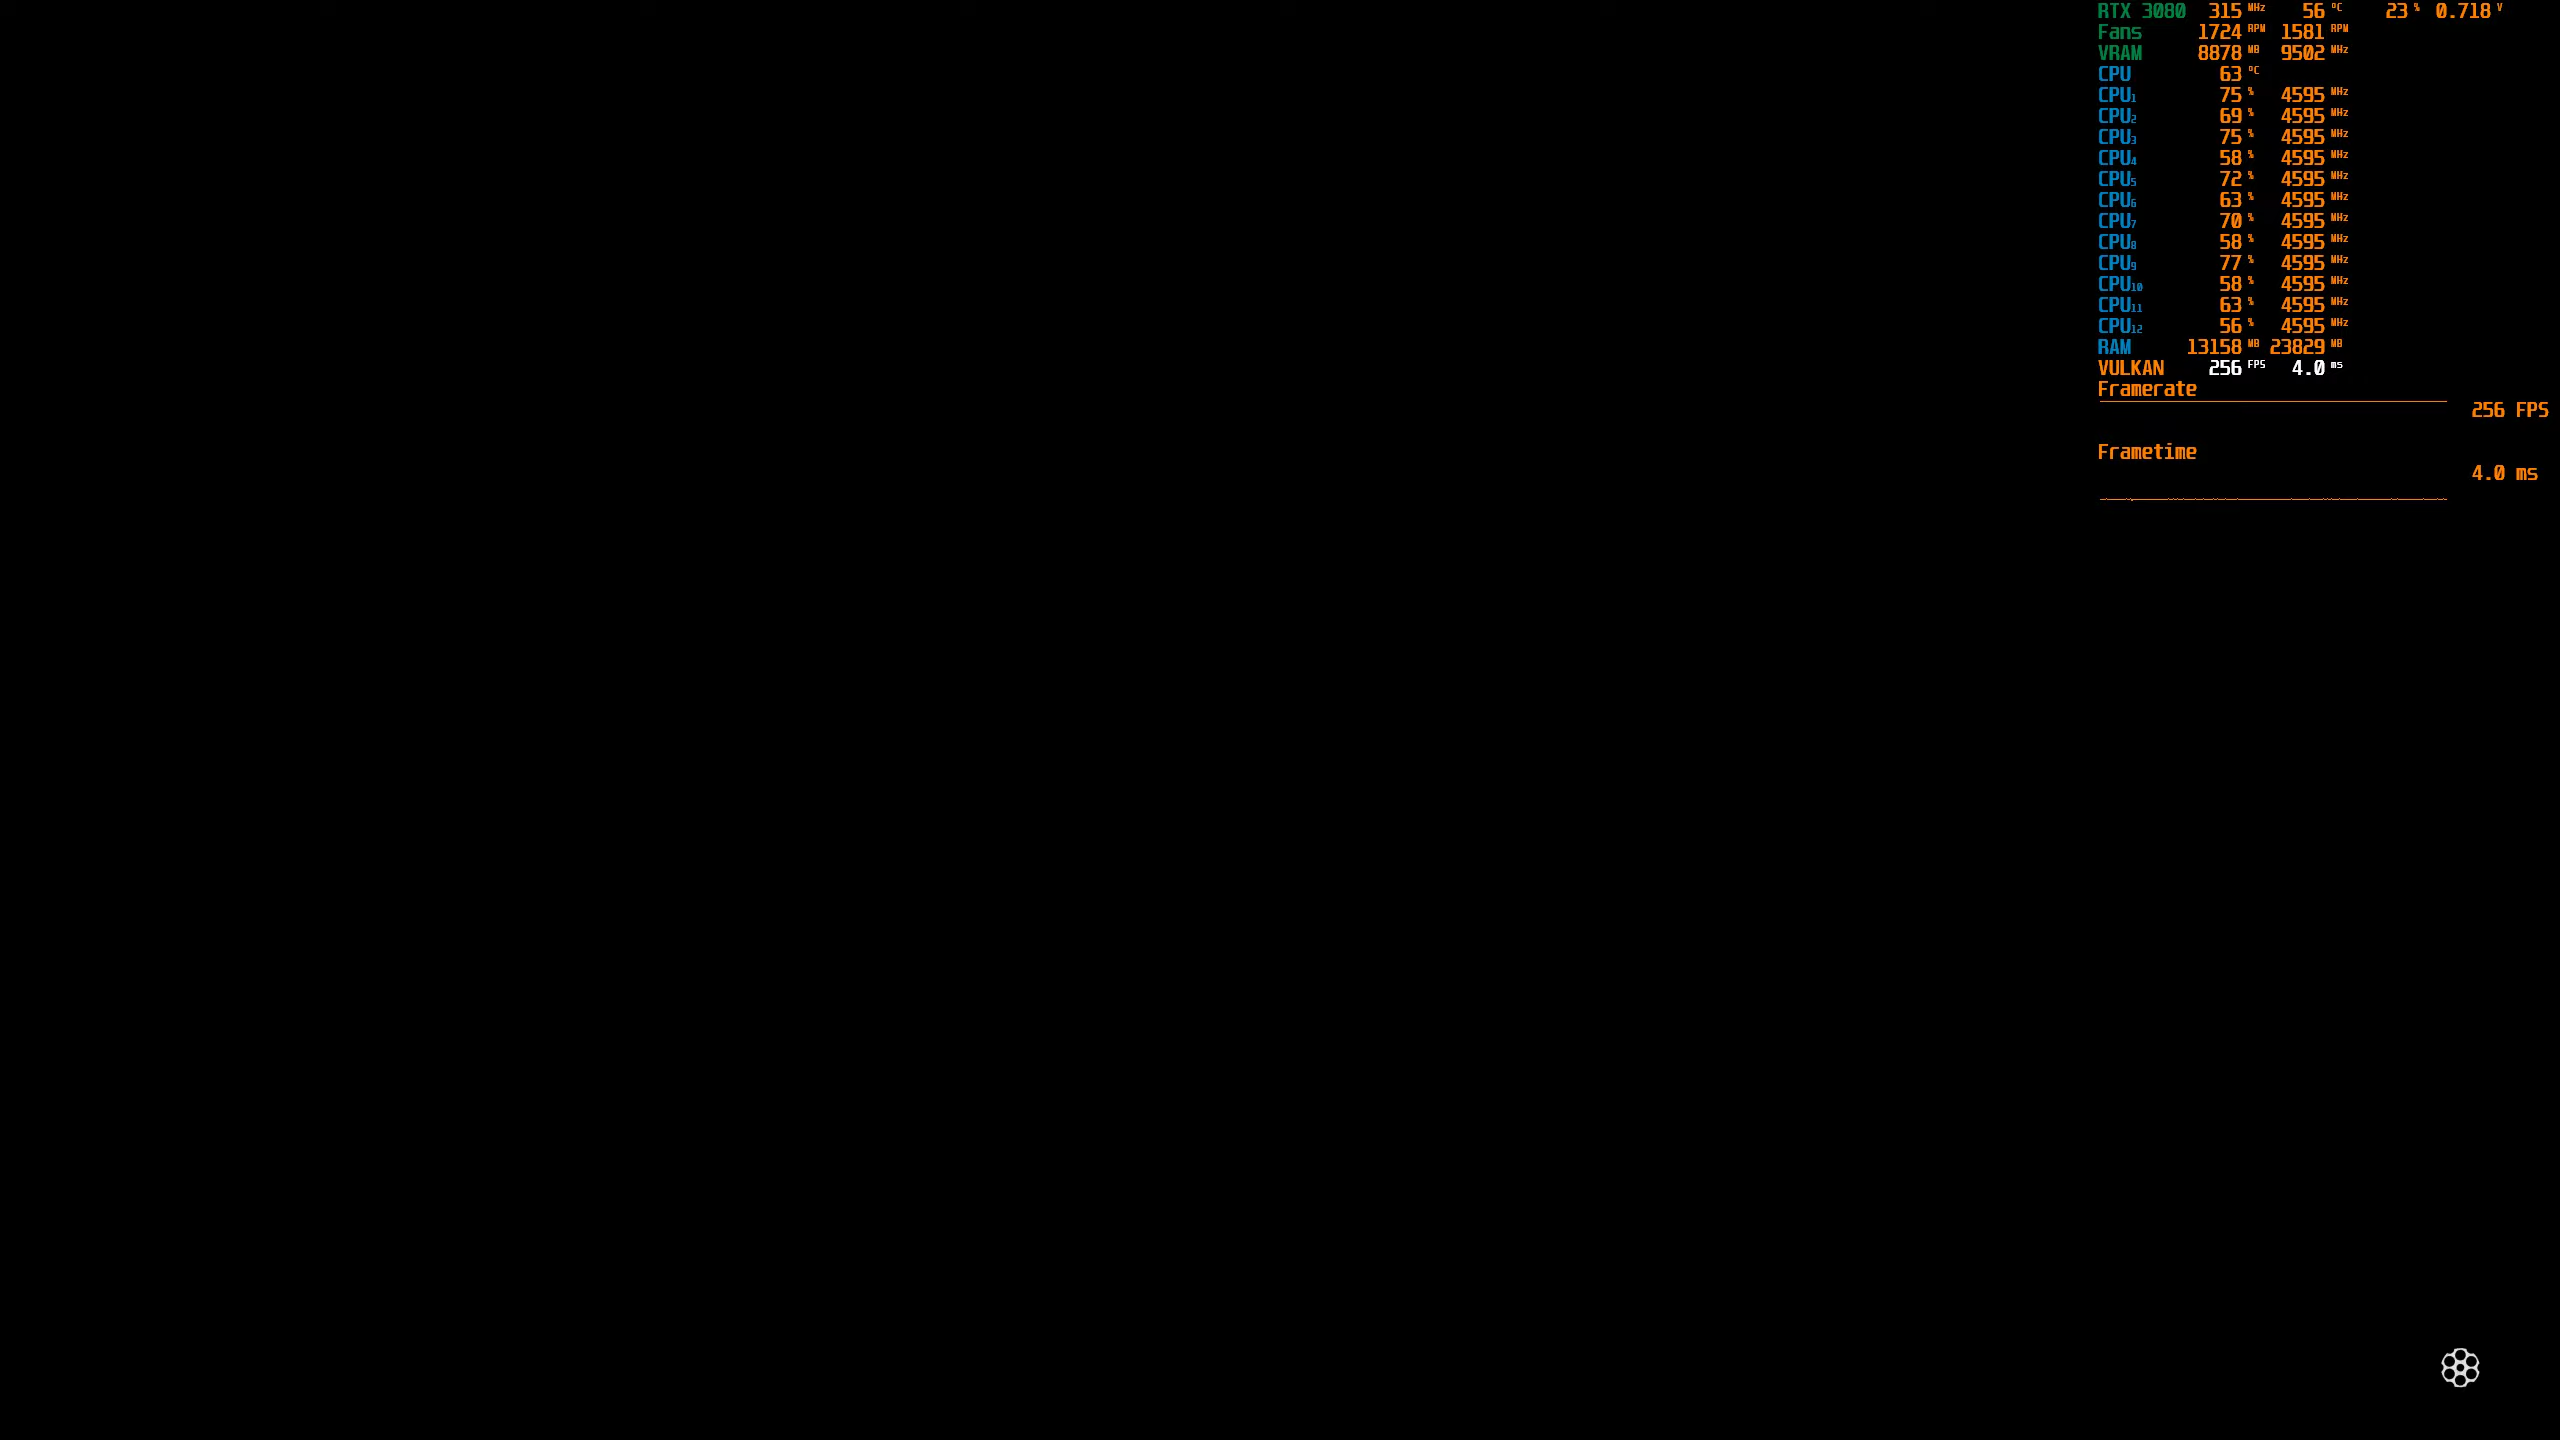 RTX 3080 315 MHz 56 °C 23 % 0.718 V
Fans 1724 RPM 1581 RPM
VRAM 8878 MB 9502 MHz
CPU 63 °C
CPU1 75 % 4595 MHz
CPU2 69 % 4595 MHz
CPU3 75 % 4595 MHz
CPU4 58 % 4595 MHz
CPU5 72 % 4595 MHz
CPU6 63 % 4595 MHz
CPU7 70 % 4595 MHz
CPU8 58 % 4595 MHz
CPU9 77 % 4595 MHz
CPU10 58 % 4595 MHz
CPU11 63 % 4595 MHz
CPU12 56 % 4595 MHz
RAM 13158 MB 23829 MB
VULKAN 256 FPS 4.0 ms
Framerate
256 FPS
Frametime
4.0 ms